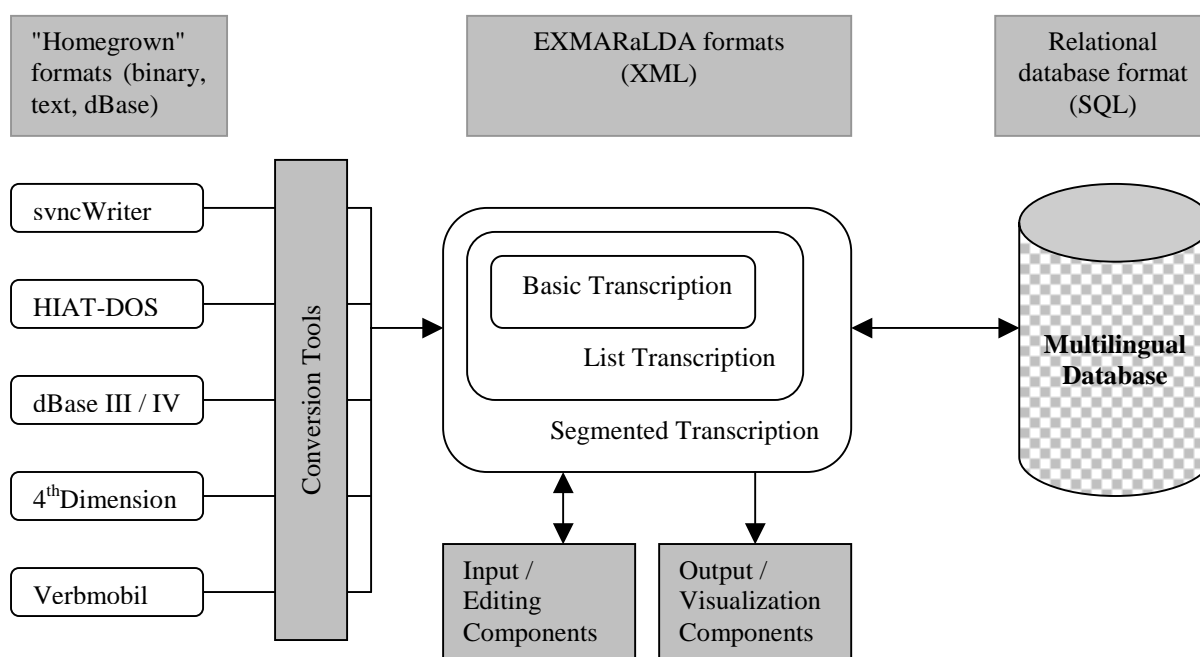 "Homegrown"
formats (binary,
text, dBase)
EXMARaLDA formats
(XML)
Relational
database format
(SQL)
svncWriter
HIAT-DOS
dBase III / IV
4thDimension
Verbmobil
Conversion Tools
Basic Transcription
List Transcription
Segmented Transcription
Multilingual
Database
Input /
Editing
Components
Output /
Visualization
Components